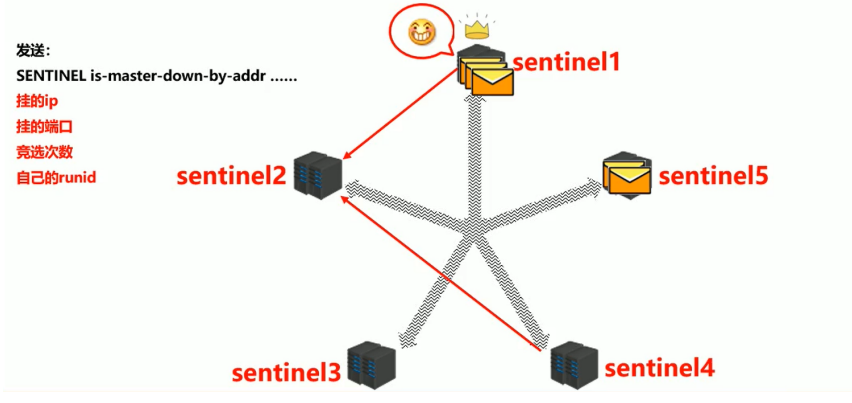 发送：
SENTINEL is-master-down-by-addr ……
挂的ip
挂的端口
竞选次数
自己的runid
sentinel1
sentinel2
sentinel5
sentinel3
sentinel4